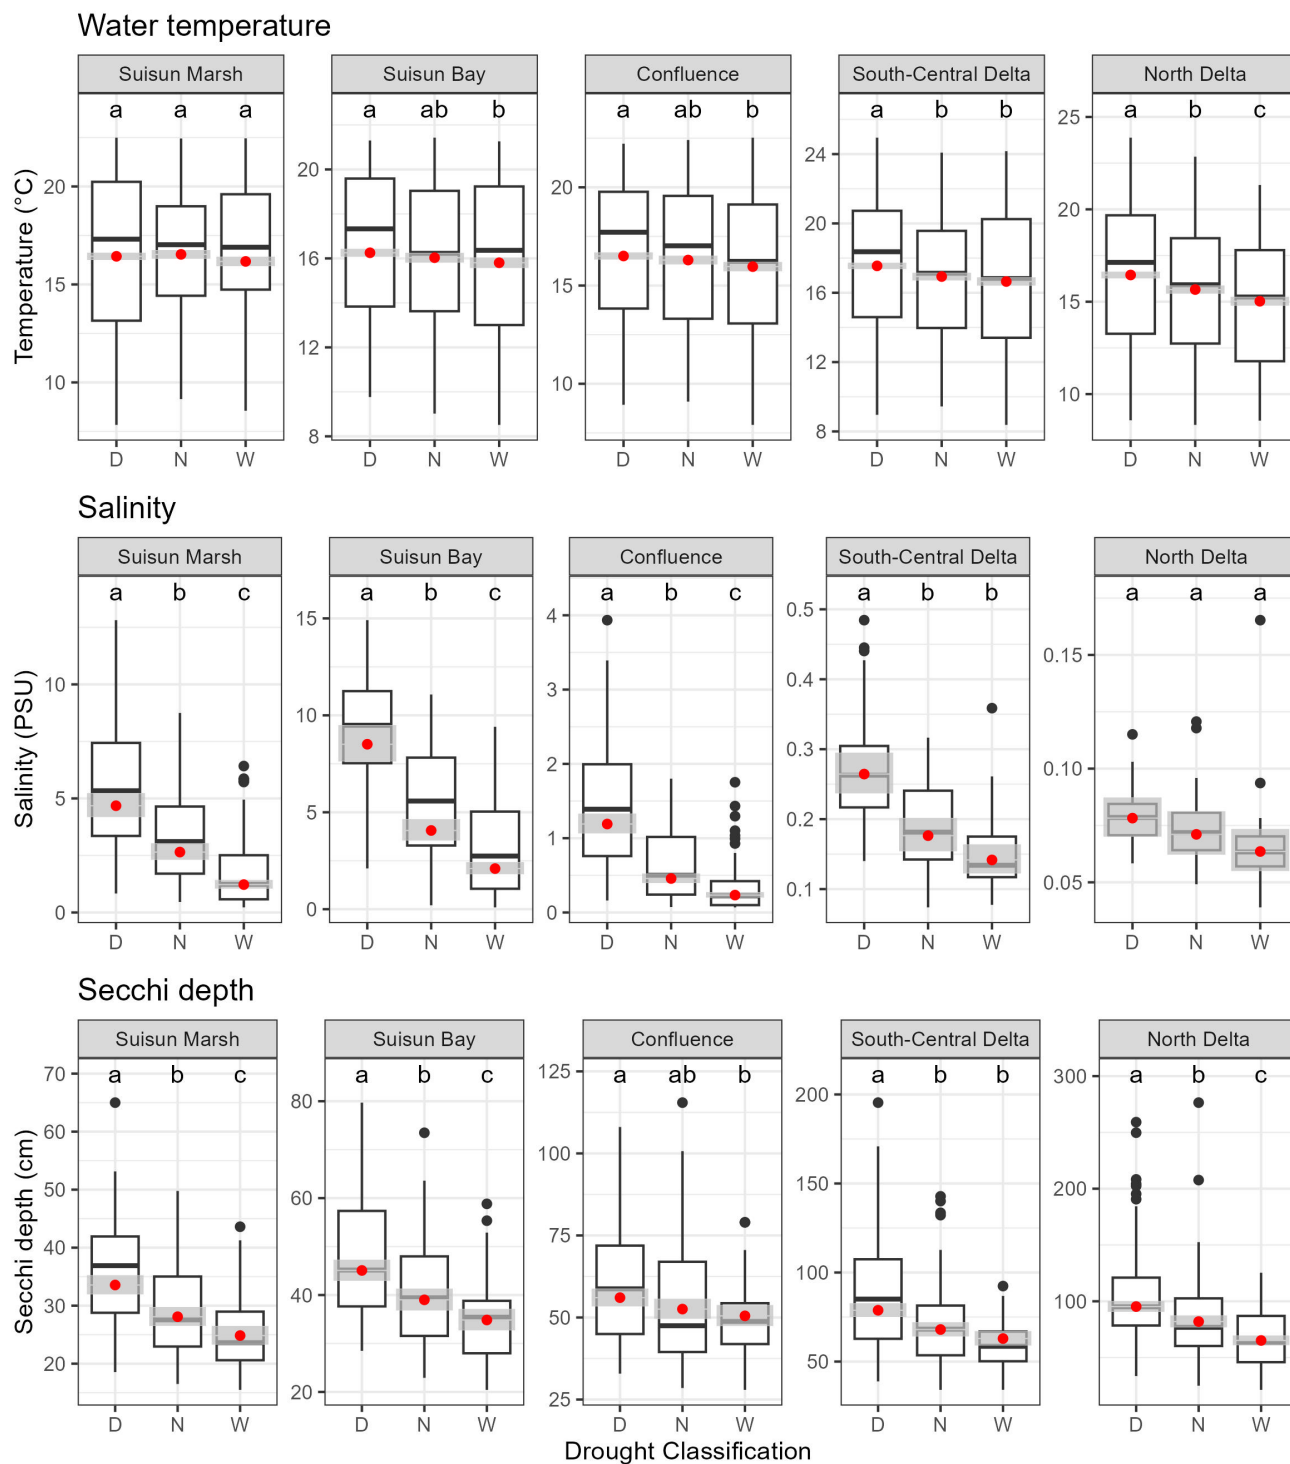 Water temperature
Suisun Marsh Suisun Bay Confluence South-Central Delta North Delta
a a a a ab b a ab b a b b a b c
Temperature (°C)
20 15 10
20 16 12 8
20 15 10
24 20 16 12 8
25 20 15 10
D N W D N W D N W D N W D N W
Salinity
Suisun Marsh Suisun Bay Confluence South-Central Delta North Delta
a b c a b c a b c a b b a a a
Salinity (PSU)
10 5 0
15 10 5 0
4 3 2 1 0
0.5 0.4 0.3 0.2 0.1
0.15 0.10 0.05
D N W D N W D N W D N W D N W
Secchi depth
Suisun Marsh Suisun Bay Confluence South-Central Delta North Delta
a b c a b c a ab b a b b a b c
Secchi depth (cm)
70 60 50 40 30 20
80 60 40 20
125 100 75 50 25
200 150 100 50
300 200 100
D N W D N W D N W D N W D N W
Drought Classification